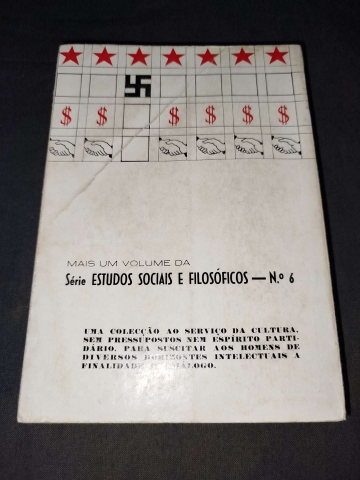 $ $ $ $ $ $
MAIS UM VOLUME DA
Série ESTUDOS SOCIAIS E FILOSÓFICOS — N.º 6
UMA COLECÇÃO AO SERVIÇO DA CULTURA,
SEM PRESSUPOSTOS NEM ESPÍRITO PARTI-
DÁRIO, PARA SUSCITAR AOS HOMENS DE
DIVERSOS HORIZONTES INTELECTUAIS A
FINALIDADE DIÁLOGO.